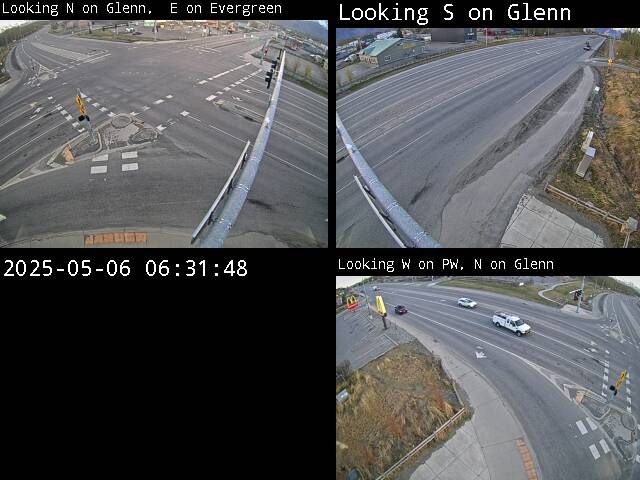 Looking N on Glenn,  E on Evergreen
Looking S on Glenn
2025-05-06 06:31:48
Looking W on PW, N on Glenn